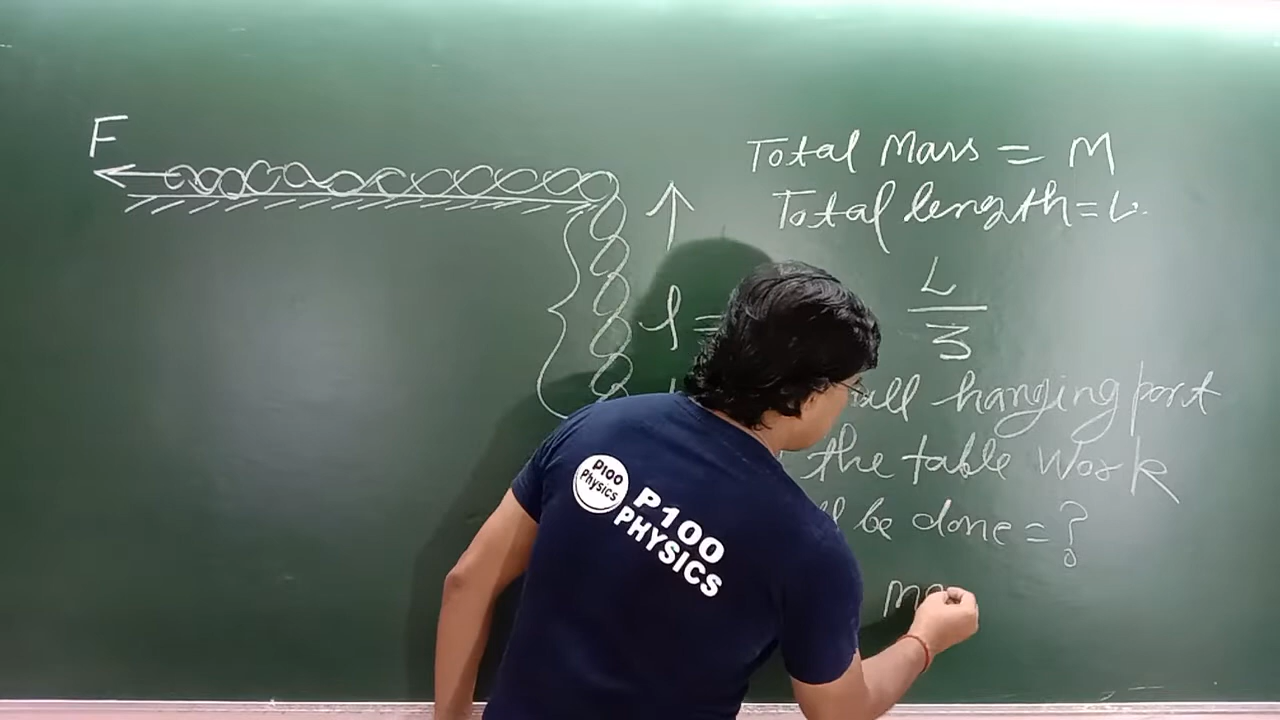 F
Total Mass = M
Total length = L.
l =
L
3
hanging part
the table Work
be done = ?
P100
Physics
P100
PHYSICS